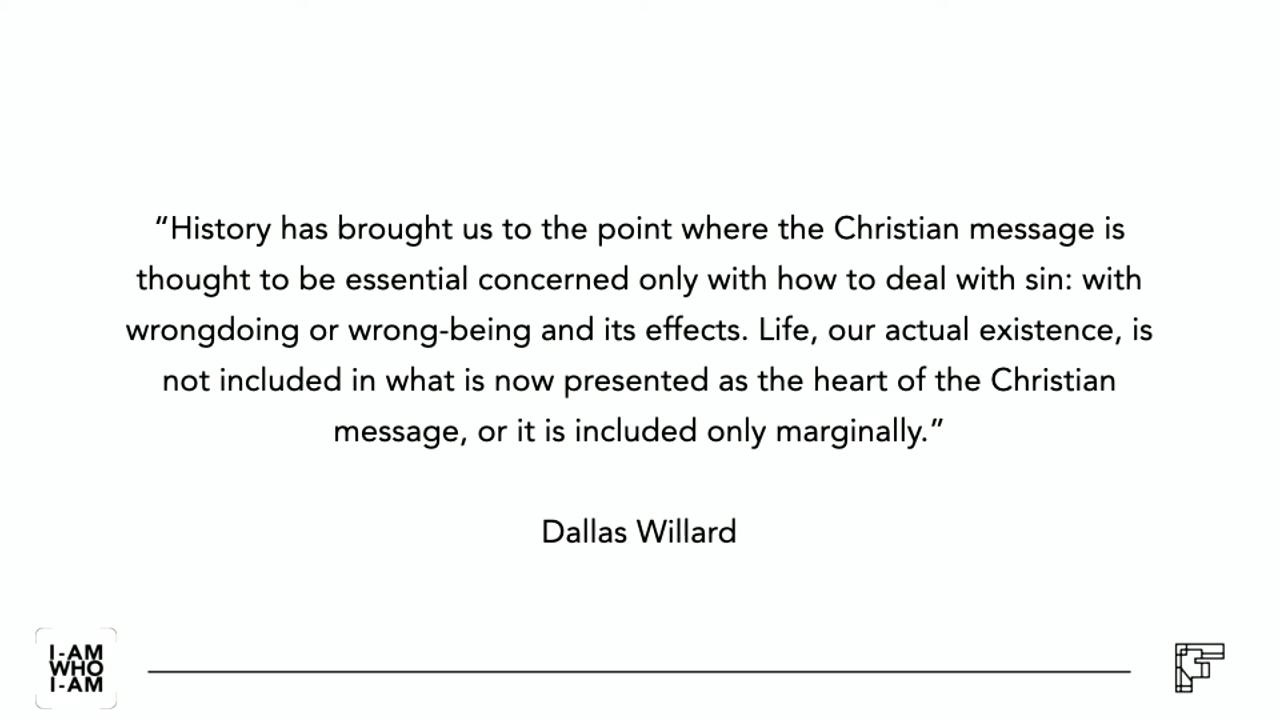 “History has brought us to the point where the Christian message is
thought to be essential concerned only with how to deal with sin: with
wrongdoing or wrong-being and its effects. Life, our actual existence, is
not included in what is now presented as the heart of the Christian
message, or it is included only marginally.”
Dallas Willard
I-AM
WHO
I-AM